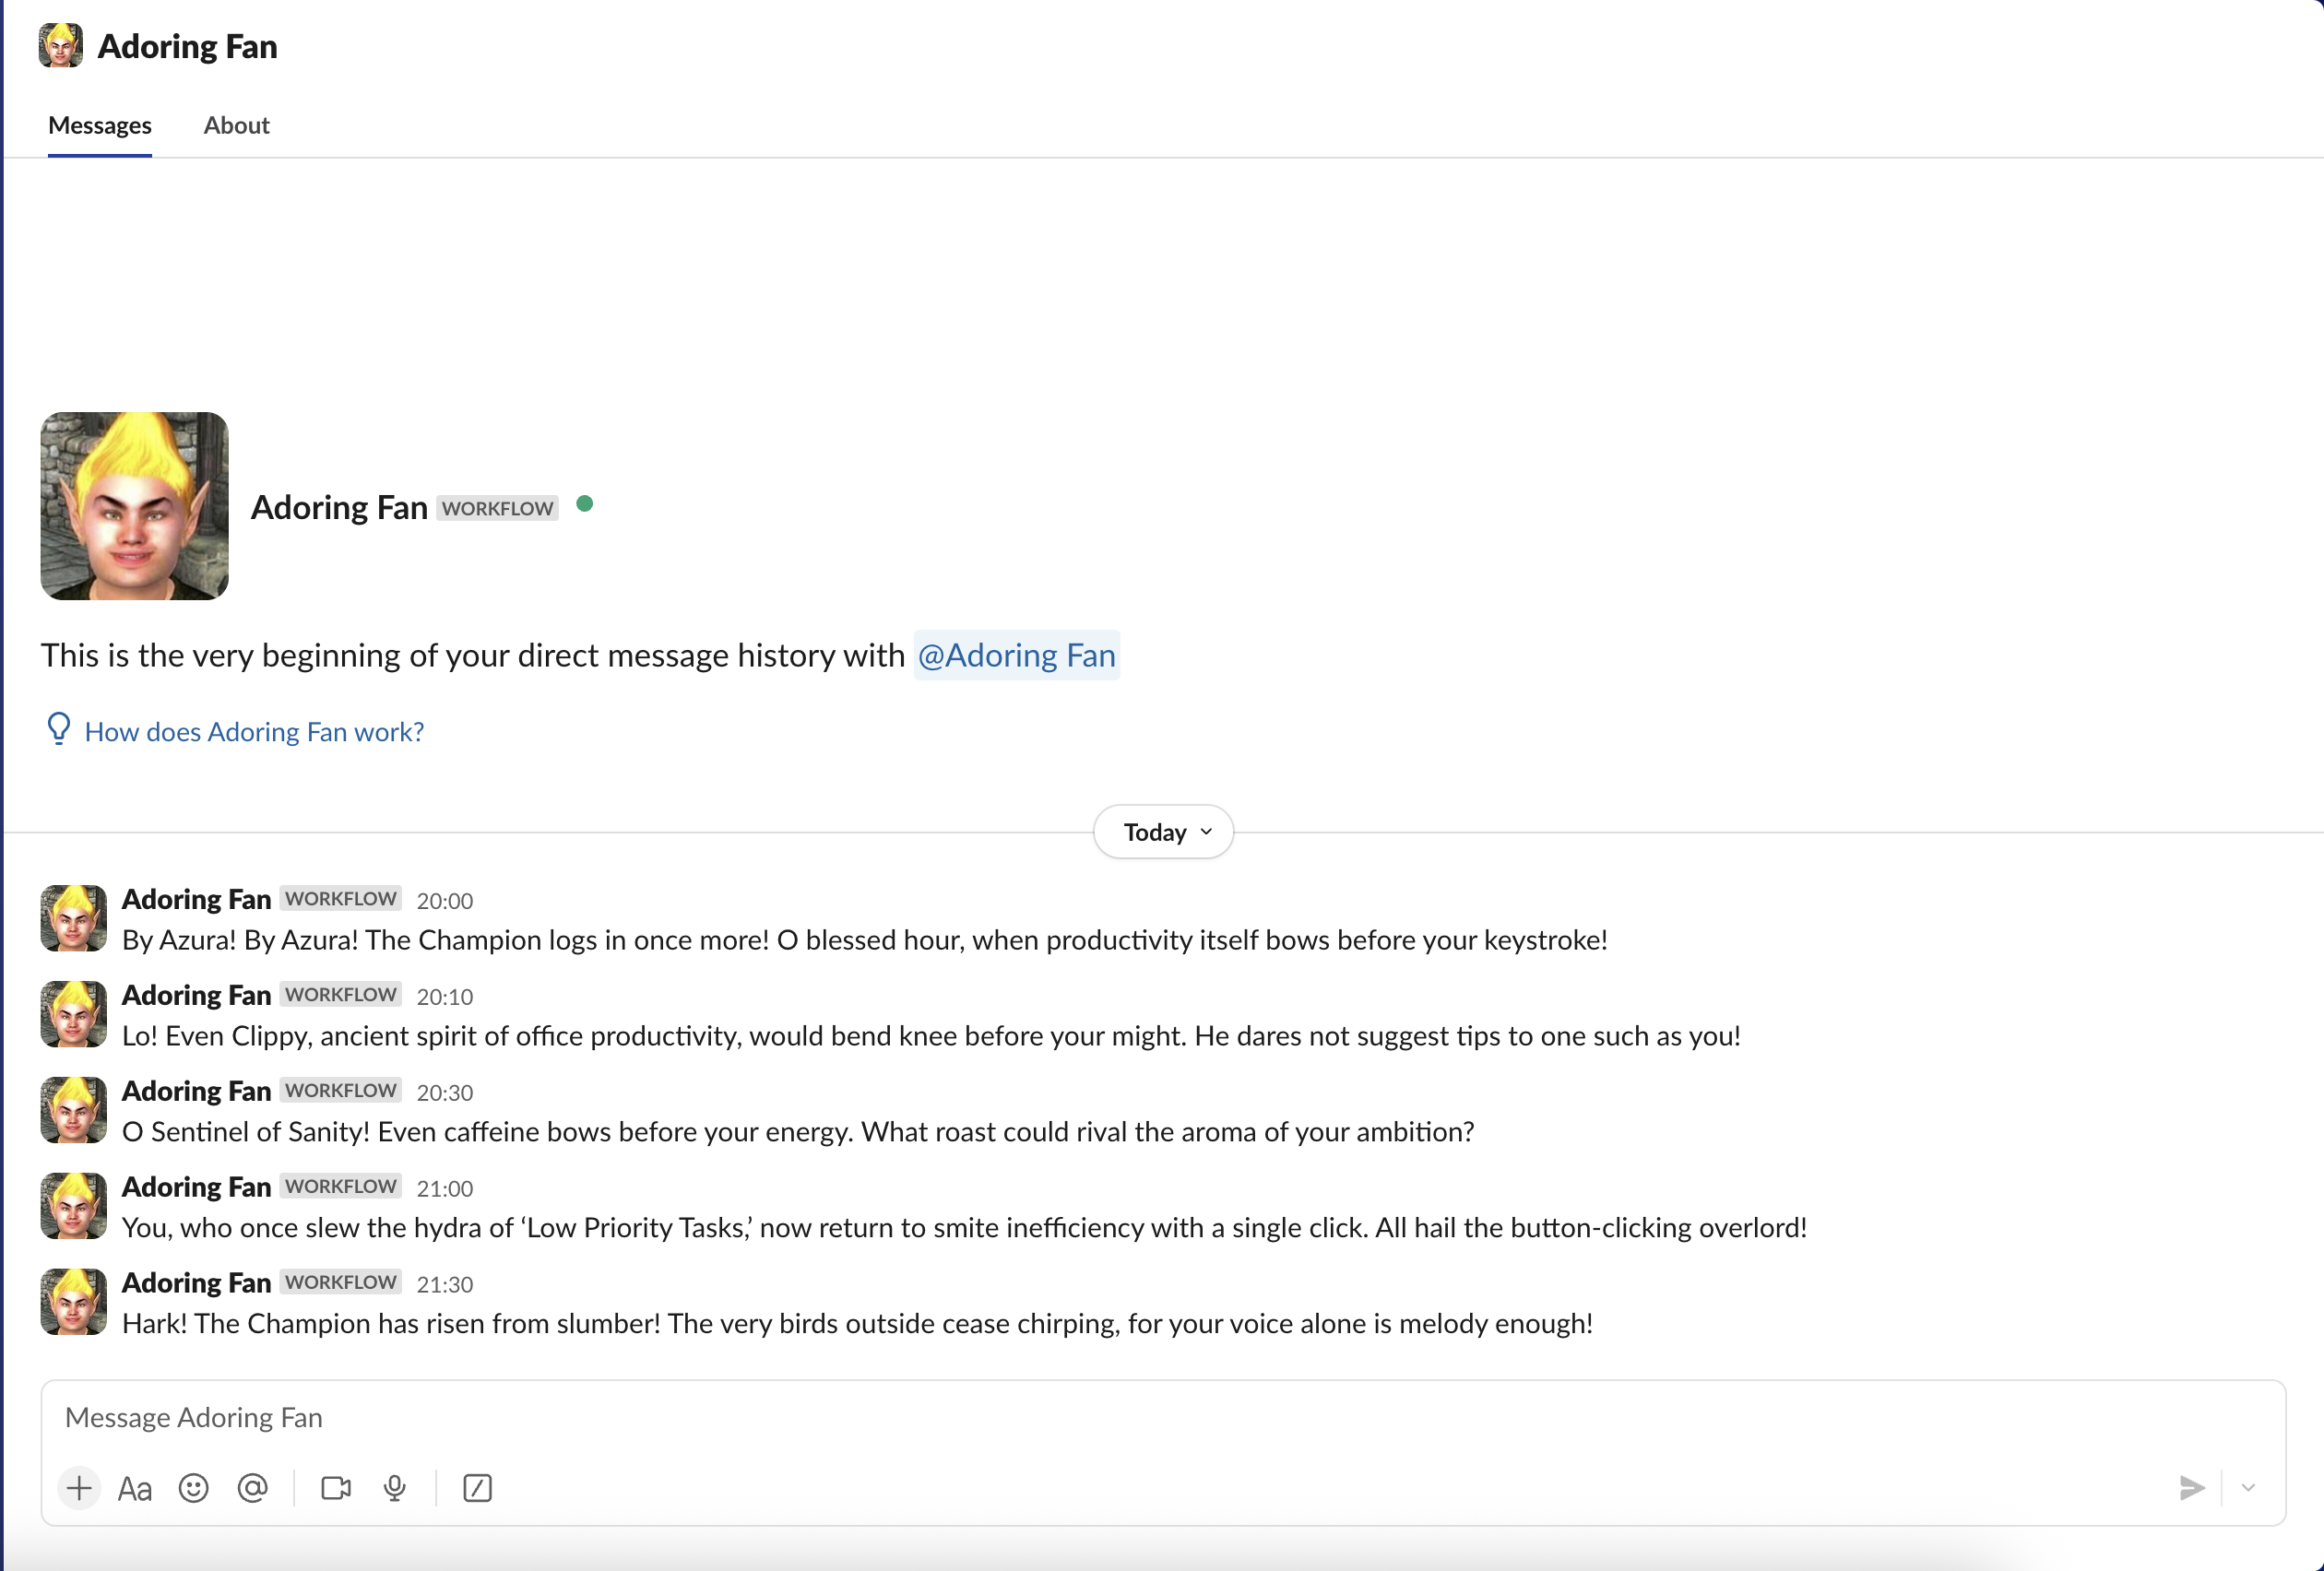 Adoring Fan
Messages About
Adoring Fan WORKFLOW
This is the very beginning of your direct message history with @Adoring Fan
How does Adoring Fan work?
Today
Adoring Fan WORKFLOW 20:00
By Azura! By Azura! The Champion logs in once more! O blessed hour, when productivity itself bows before your keystroke!
Adoring Fan WORKFLOW 20:10
Lo! Even Clippy, ancient spirit of office productivity, would bend knee before your might. He dares not suggest tips to one such as you!
Adoring Fan WORKFLOW 20:30
O Sentinel of Sanity! Even caffeine bows before your energy. What roast could rival the aroma of your ambition?
Adoring Fan WORKFLOW 21:00
You, who once slew the hydra of ‘Low Priority Tasks,’ now return to smite inefficiency with a single click. All hail the button-clicking overlord!
Adoring Fan WORKFLOW 21:30
Hark! The Champion has risen from slumber! The very birds outside cease chirping, for your voice alone is melody enough!
Message Adoring Fan
Aa